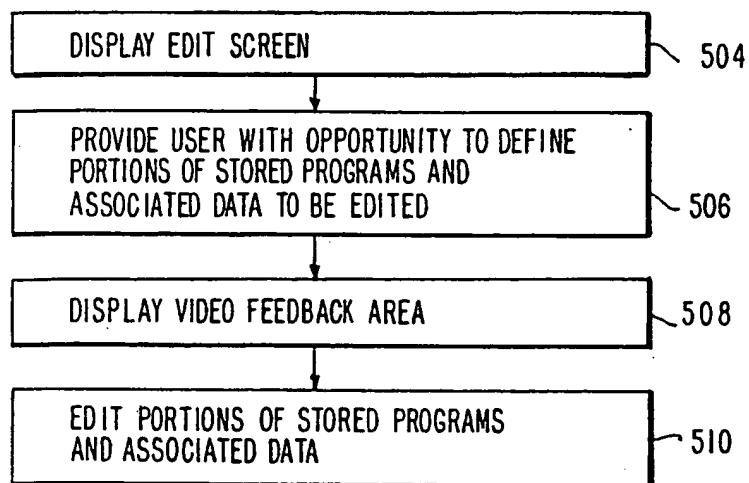 DISPLAY EDIT SCREEN
504
PROVIDE USER WITH OPPORTUNITY TO DEFINE
PORTIONS OF STORED PROGRAMS AND
ASSOCIATED DATA TO BE EDITED
506
DISPLAY VIDEO FEEDBACK AREA
508
EDIT PORTIONS OF STORED PROGRAMS
AND ASSOCIATED DATA
510